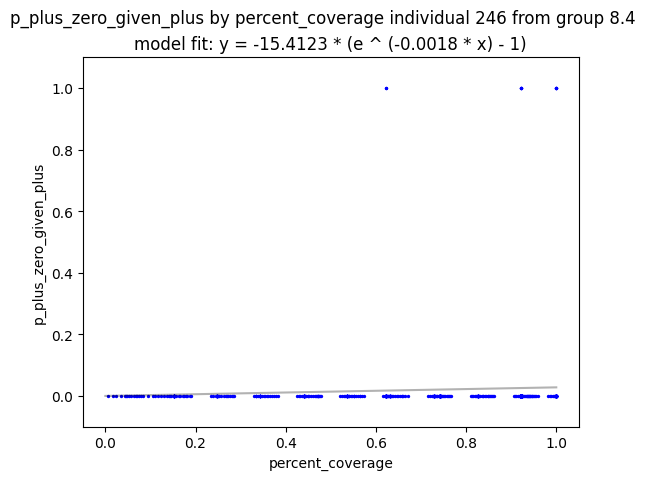 p_plus_zero_given_plus by percent_coverage individual 246 from group 8.4
model fit: y = -15.4123 * (e ^ (-0.0018 * x) - 1)
1.0
0.8
0.6
0.4
0.2
0.0
p_plus_zero_given_plus
0.0 0.2 0.4 0.6 0.8 1.0
percent_coverage